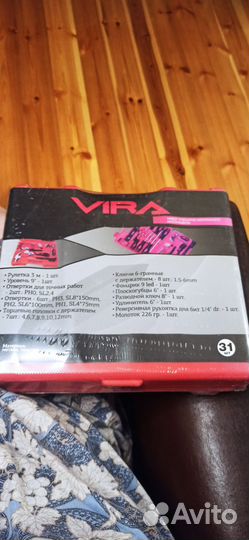 VIRA
• Рулетка 3 м - 1 шт.
• Уровень 9" - 1шт.
• Отвертки для точных работ
2шт.: PH0, SL2,4
• Отвертки - 6шт.: PH3, SL8*150mm,
PH2, SL6*100mm, PH1, SL4*75mm
• Торцевые головки с держателем -
7шт.: 4,6,7,8,9,10,12mm
• Ключи 6-гранные
с держателем - 8 шт.: 1.5-6mm
• Фонарик 9 led - 1шт.
• Плоскогубцы 6" - 1 шт.
• Разводной ключ 8" - 1 шт.
• Удлинитель 6" - 1шт.
• Реверсивная рукоятка для бит 1/4" dr. - 1 шт.
• Молоток 226 гр. - 1шт.
31
Avito